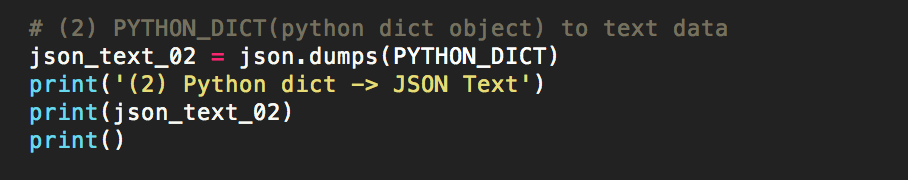 # (2) PYTHON_DICT(python dict object) to text data
json_text_02 = json.dumps(PYTHON_DICT)
print('(2) Python dict -> JSON Text')
print(json_text_02)
print()